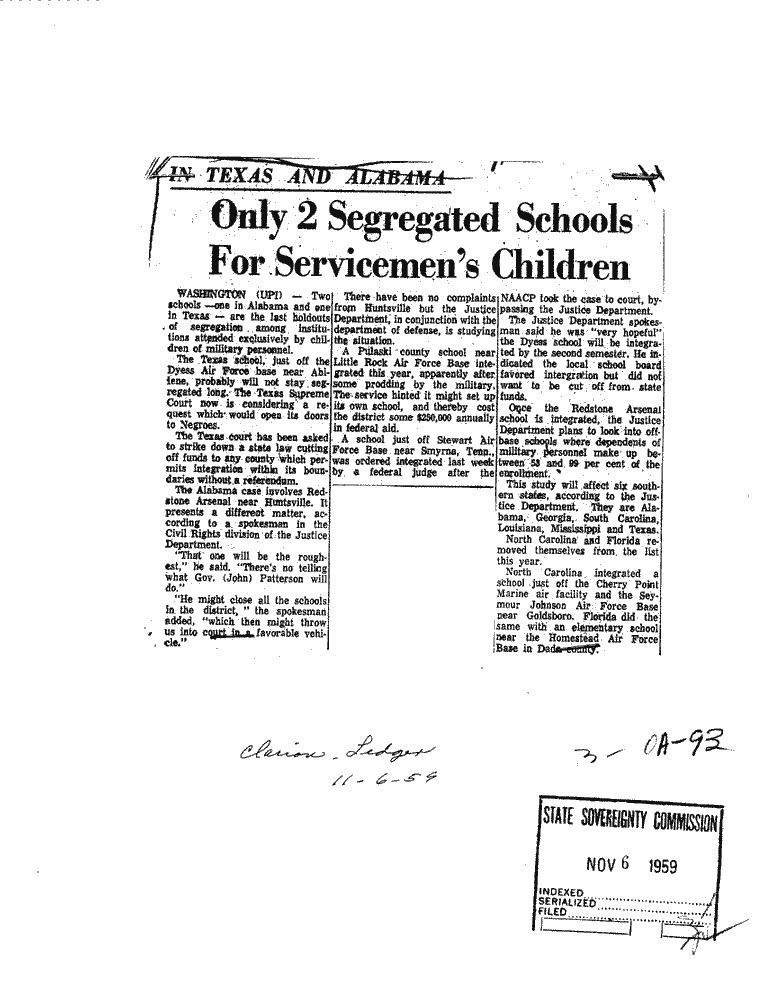 IN TEXAS AND ALABAMA
Only 2 Segregated Schools
For Servicemen's Children
WASHINGTON (UPI) — Two
schools —one in Alabama and one
in Texas — are the last holdouts
of segregation among institu-
tions attended exclusively by chil-
dren of military personnel.
The Texas school, just off the
Dyess Air Force base near Abi-
lene, probably will not stay seg-
regated long. The Texas Supreme
Court now is considering a re-
quest which would open its doors
to Negroes.
The Texas court has been asked
to strike down a state law cutting
off funds to any county which per-
mits integration within its boun-
daries without a referendum.
The Alabama case involves Red-
stone Arsenal near Huntsville. It
presents a different matter, ac-
cording to a spokesman in the
Civil Rights division of the Justice
Department.
"That one will be the rough-
est," he said. "There's no telling
what Gov. (John) Patterson will
do."
"He might close all the schools
in the district, " the spokesman
added, "which then might throw
us into court in a favorable vehi-
cle."
There have been no complaints
from Huntsville but the Justice
Department, in conjunction with the
department of defense, is studying
the situation.
A Pulaski county school near
Little Rock Air Force Base inte-
grated this year, apparently after
some prodding by the military.
The service hinted it might set up
its own school, and thereby cost
the district some $250,000 annually
in federal aid.
A school just off Stewart Air
Force Base near Smyrna, Tenn.,
was ordered integrated last week
by a federal judge after the
NAACP took the case to court, by-
passing the Justice Department.
The Justice Department spokes-
man said he was "very hopeful"
the Dyess school will be integra-
ted by the second semester. He in-
dicated the local school board
favored intergration but did not
want to be cut off from state
funds.
Once the Redstone Arsenal
school is integrated, the Justice
Department plans to look into off-
base schools where dependents of
military personnel make up be-
tween 58 and 99 per cent of the
enrollment.
This study will affect six south-
ern states, according to the Jus-
tice Department. They are Ala-
bama, Georgia, South Carolina,
Louisiana, Mississippi and Texas.
North Carolina and Florida re-
moved themselves from the list
this year.
North Carolina integrated a
school just off the Cherry Point
Marine air facility and the Sey-
mour Johnson Air Force Base
near Goldsboro. Florida did the
same with an elementary school
near the Homestead Air Force
Base in Dade county.
Clarion-Ledger
11-6-59
3- OA-93
STATE SOVEREIGNTY COMMISSION
NOV 6 1959
INDEXED
SERIALIZED
FILED